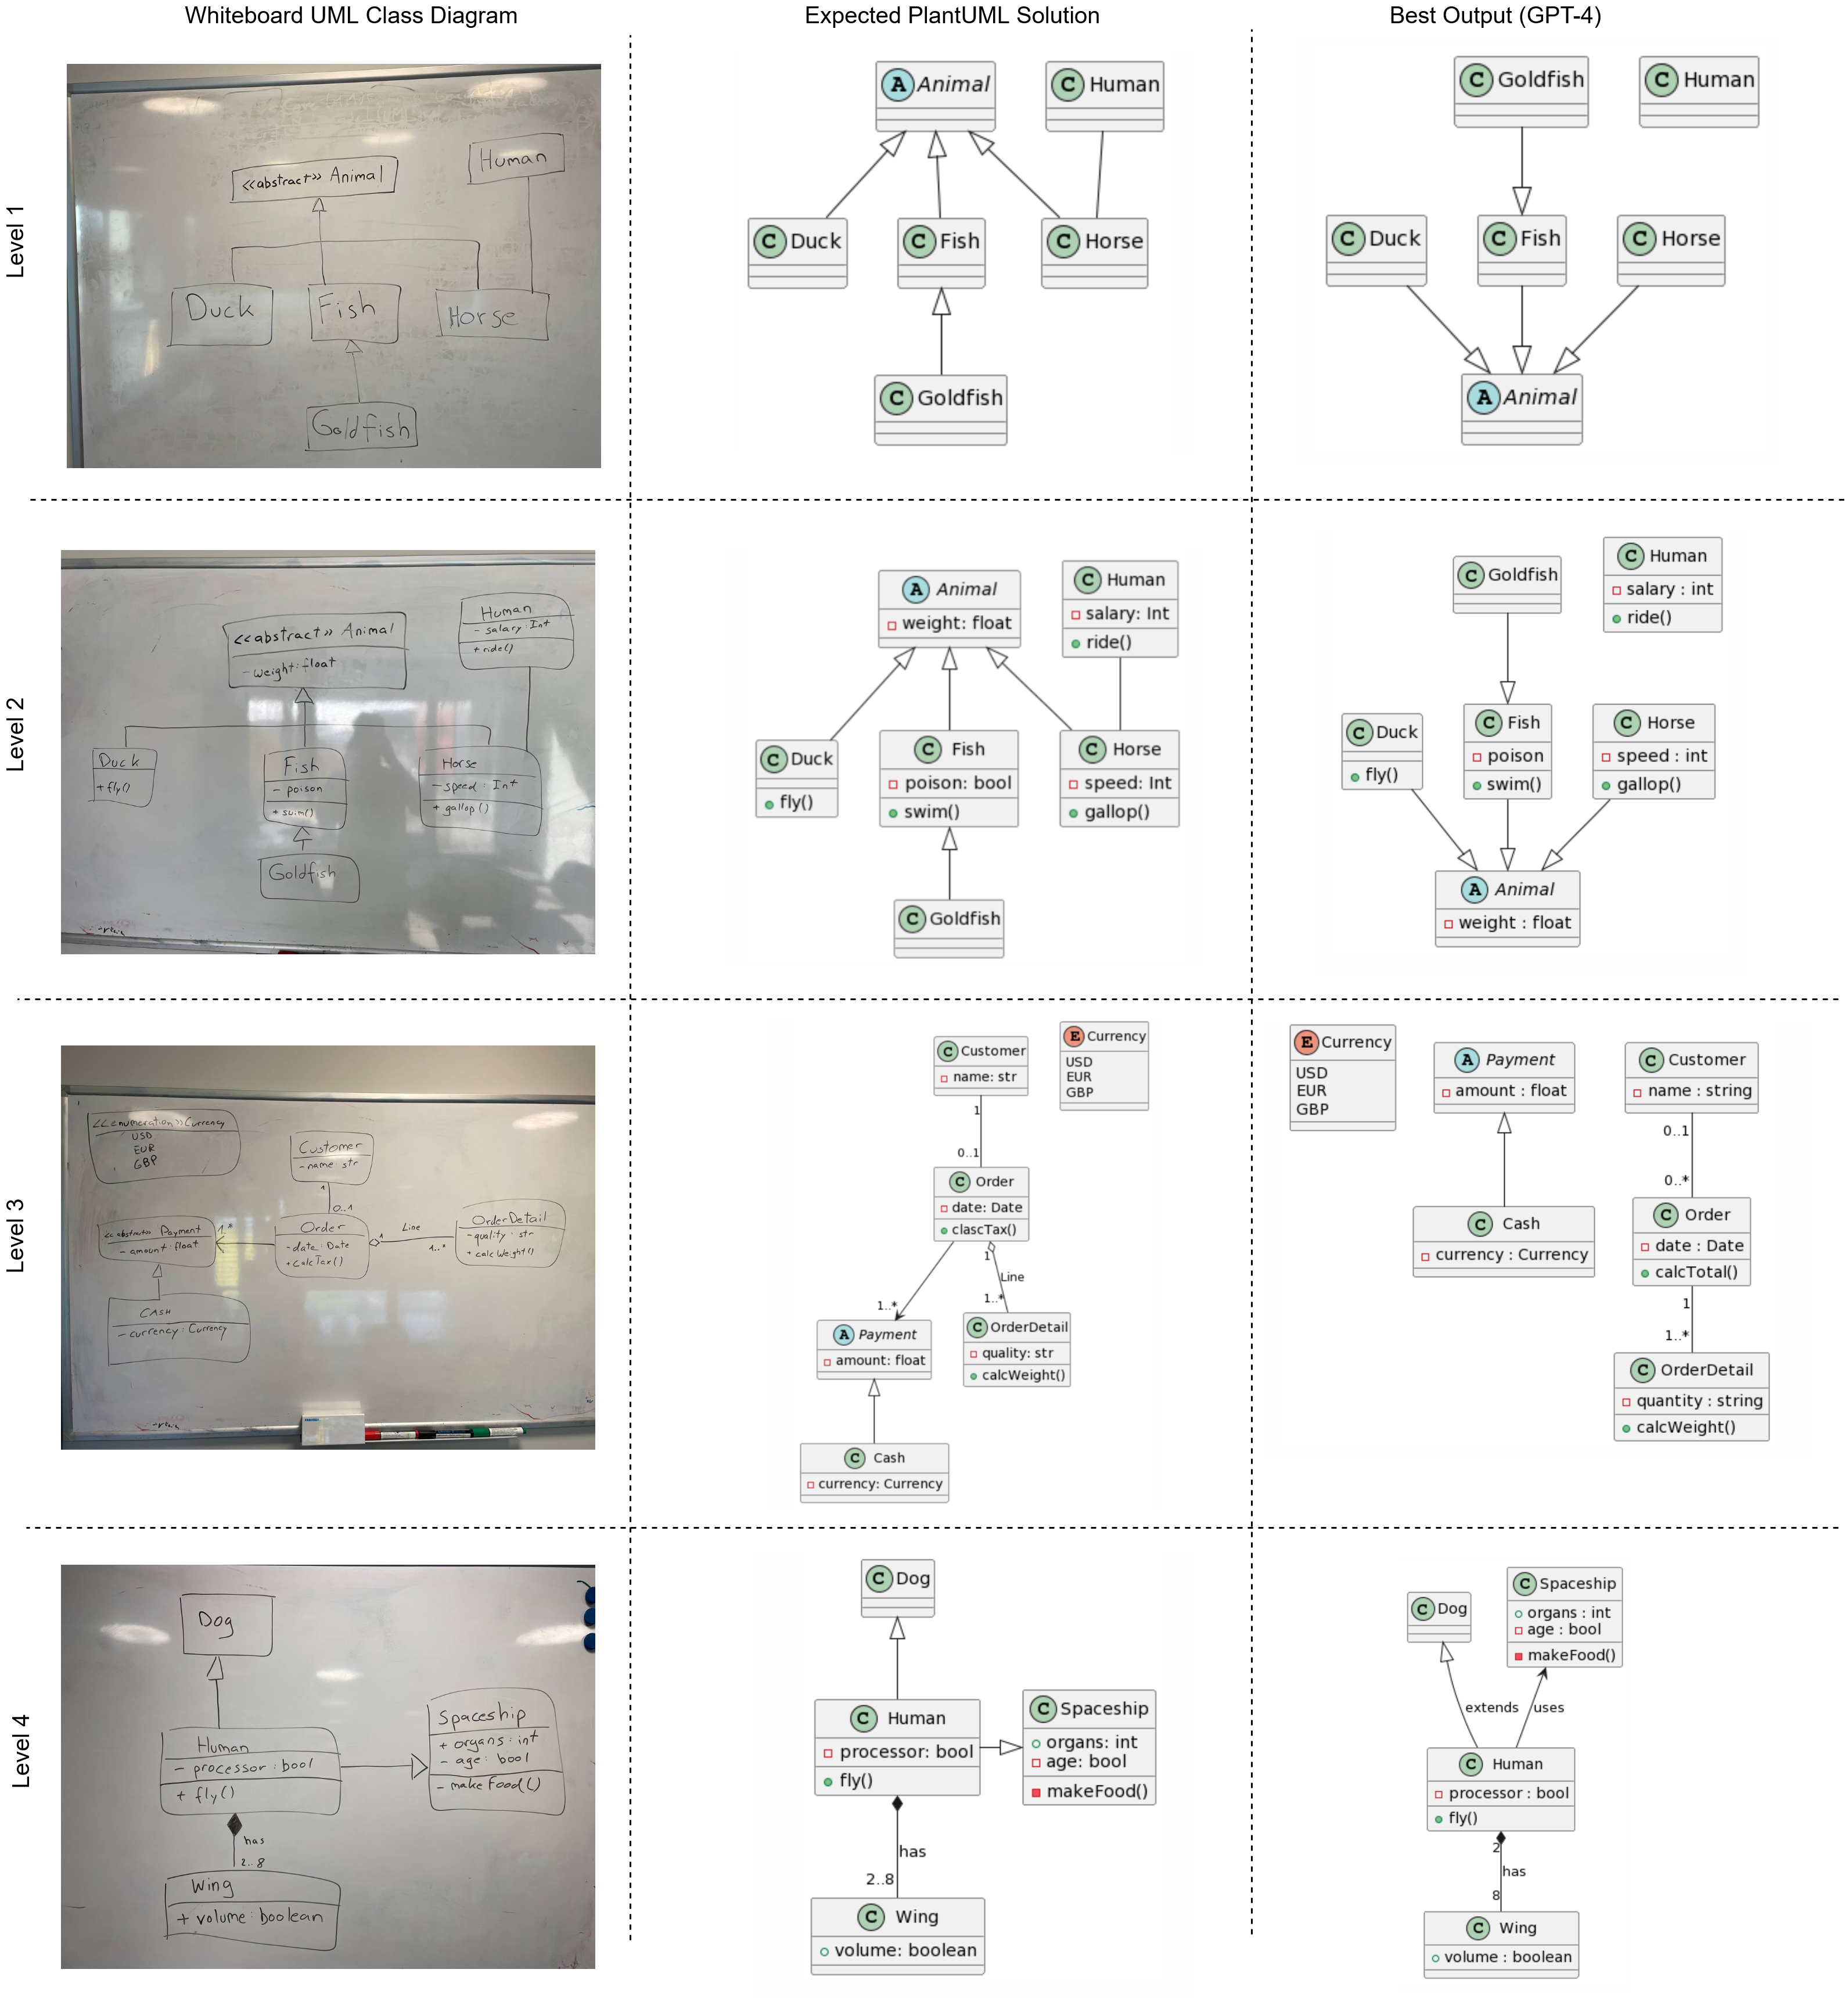 Whiteboard UML Class Diagram
Expected PlantUML Solution
Best Output (GPT-4)
Level 1
<<abstract>> Animal
Human
Duck
Fish
Horse
Goldfish
A Animal
C Human
C Duck
C Fish
C Horse
C Goldfish
C Goldfish
C Human
C Duck
C Fish
C Horse
A Animal
Level 2
<<abstract>> Animal
- weight: float
Human
- salary: Int
+ ride()
Duck
+ fly()
Fish
- poison
+ swim()
Horse
- speed: Int
+ gallop()
Goldfish
A Animal
weight: float
C Human
salary: Int
ride()
C Duck
fly()
C Fish
poison: bool
swim()
C Horse
speed: Int
gallop()
C Goldfish
C Goldfish
C Human
salary : int
ride()
C Duck
fly()
C Fish
poison
swim()
C Horse
speed : int
gallop()
A Animal
weight : float
Level 3
<<enumeration>> Currency
USD
EUR
GBP
Customer
- name: str
1
0..1
<<abstract>> Payment
- amount: float
1..*
Order
- date: Date
+ calcTax()
1
Line
1..*
OrderDetail
- quality: str
+ calcWeight()
CASH
- currency: Currency
C Customer
name: str
E Currency
USD
EUR
GBP
1
0..1
C Order
date: Date
clascTax()
1
Line
1..*
1..*
A Payment
amount: float
C OrderDetail
quality: str
calcWeight()
C Cash
currency: Currency
E Currency
USD
EUR
GBP
A Payment
amount : float
C Customer
name : string
0..1
0..*
C Cash
currency : Currency
C Order
date : Date
calcTotal()
1
1..*
C OrderDetail
quantity : string
calcWeight()
Level 4
Dog
Human
- processor: bool
+ fly()
Spaceship
+ organs: int
- age: bool
- makeFood()
has
2..8
Wing
+ volume: boolean
C Dog
C Human
processor: bool
fly()
C Spaceship
organs: int
age: bool
makeFood()
has
2..8
C Wing
volume: boolean
C Dog
C Spaceship
organs : int
age : bool
makeFood()
extends
uses
C Human
processor : bool
fly()
2
has
8
C Wing
volume : boolean